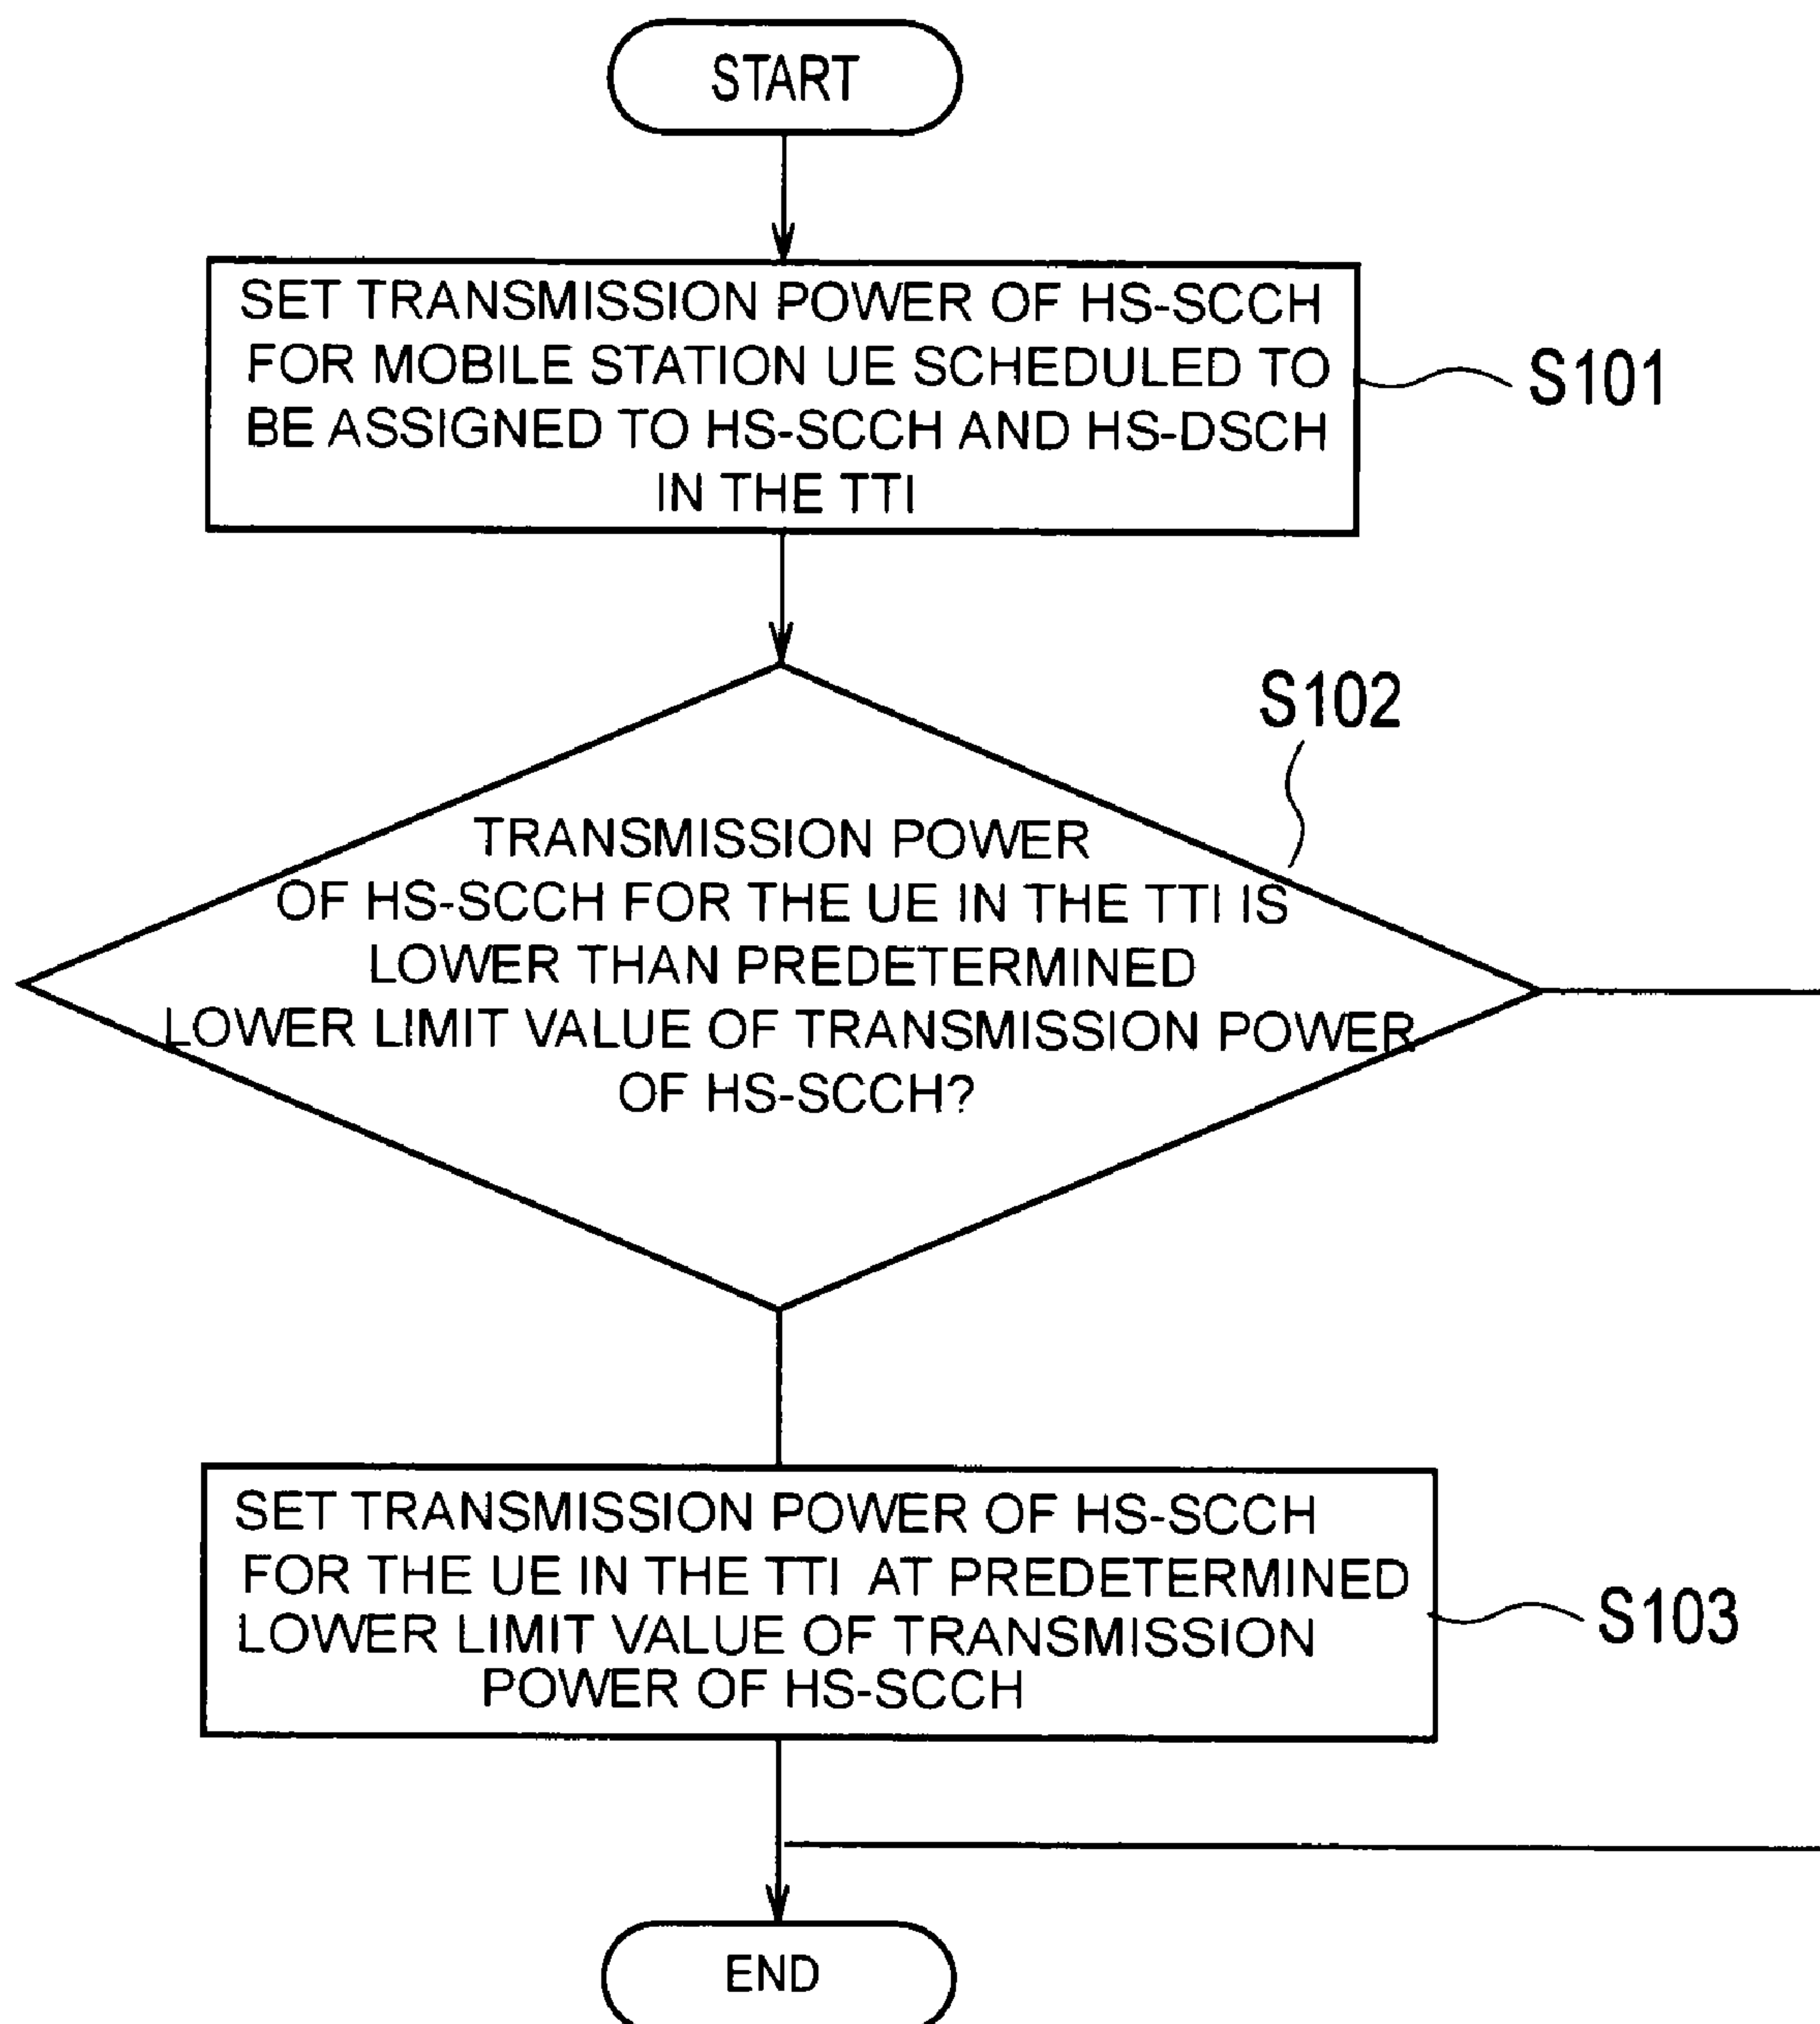 START
SET TRANSMISSION POWER OF HS-SCCH
FOR MOBILE STATION UE SCHEDULED TO
BE ASSIGNED TO HS-SCCH AND HS-DSCH
IN THE TTI
S101
S102
TRANSMISSION POWER
OF HS-SCCH FOR THE UE IN THE TTI IS
LOWER THAN PREDETERMINED
LOWER LIMIT VALUE OF TRANSMISSION POWER
OF HS-SCCH?
SET TRANSMISSION POWER OF HS-SCCH
FOR THE UE IN THE TTI AT PREDETERMINED
LOWER LIMIT VALUE OF TRANSMISSION
POWER OF HS-SCCH
S103
END